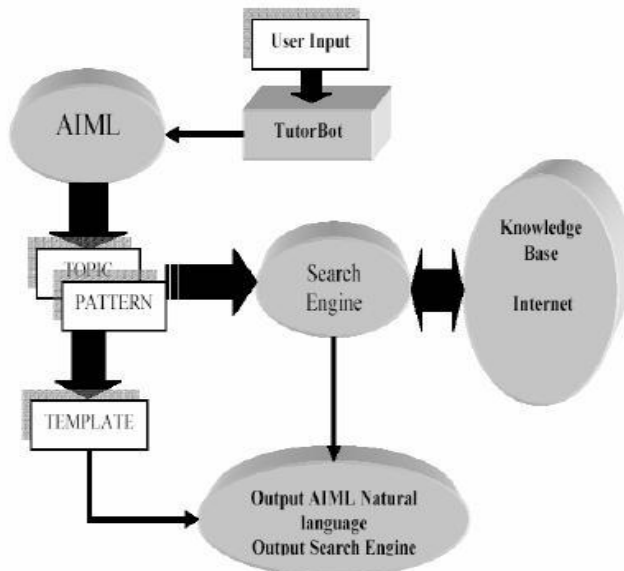 User Input
AIML
TutorBot
TOPIC
PATTERN
Search
Engine
Knowledge
Base
Internet
TEMPLATE
Output AIML Natural
language
Output Search Engine